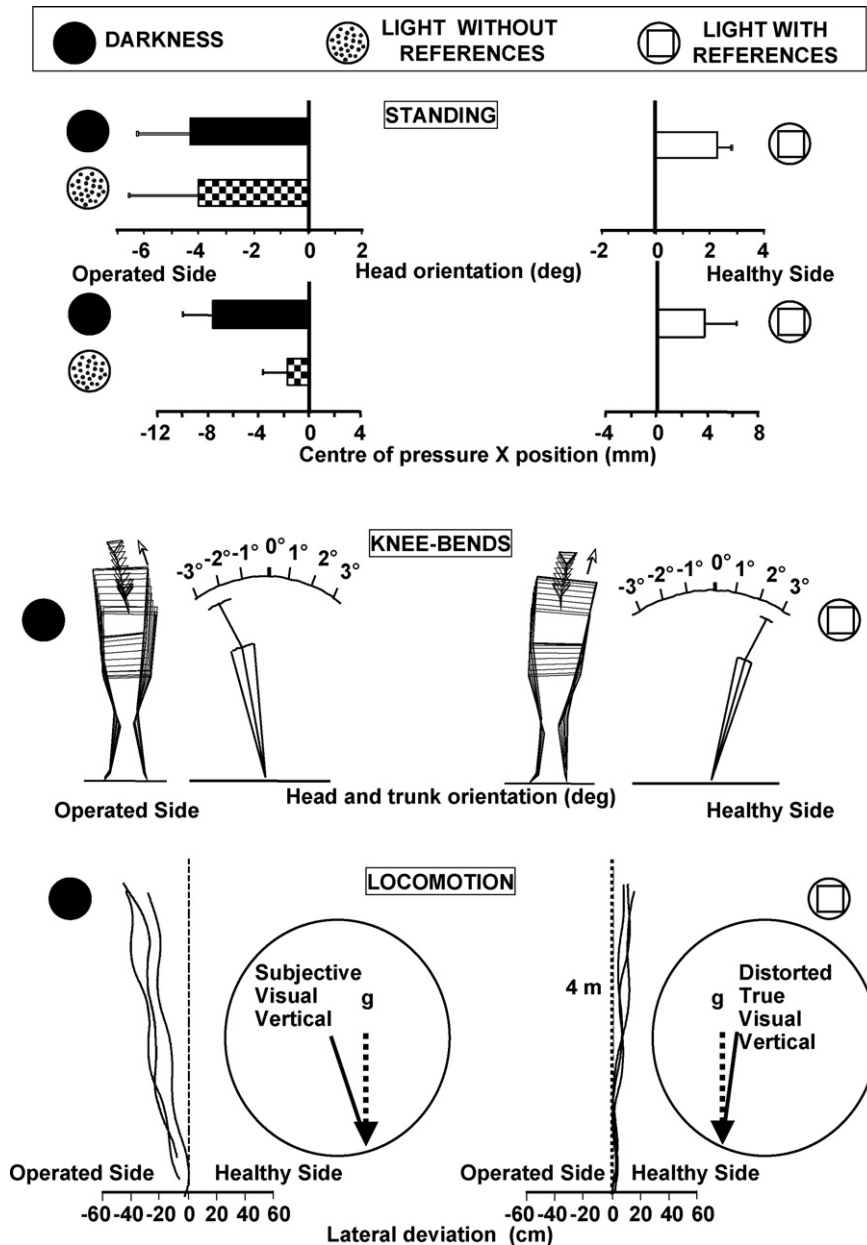 DARKNESS
LIGHT WITHOUT
REFERENCES
LIGHT WITH
REFERENCES
STANDING
-6 -4 -2 0 2
-2 0 2 4
Operated Side
Head orientation (deg)
Healthy Side
-12 -8 -4 0 4
-4 0 4 8
Centre of pressure X position (mm)
KNEE-BENDS
-3° -2° -1° 0° 1° 2° 3°
-3° -2° -1° 0° 1° 2° 3°
Head and trunk orientation (deg)
Operated Side
Healthy Side
LOCOMOTION
Subjective
Visual
Vertical
g
4 m
g
Distorted
True
Visual
Vertical
Operated Side
Healthy Side
Operated Side
Healthy Side
-60 -40 -20 0 20 40 60
-60 -40 -20 0 20 40 60
Lateral deviation (cm)